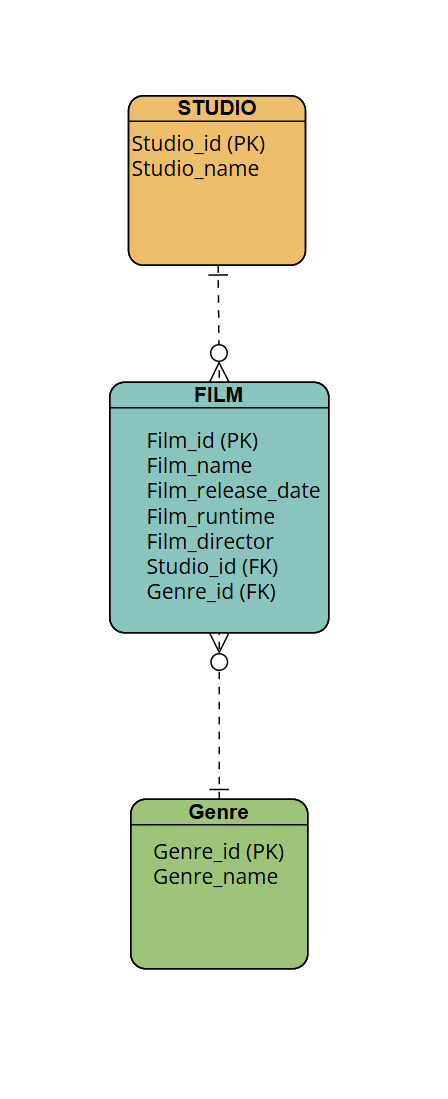 STUDIO
Studio_id (PK)
Studio_name
FILM
Film_id (PK)
Film_name
Film_release_date
Film_runtime
Film_director
Studio_id (FK)
Genre_id (FK)
Genre
Genre_id (PK)
Genre_name